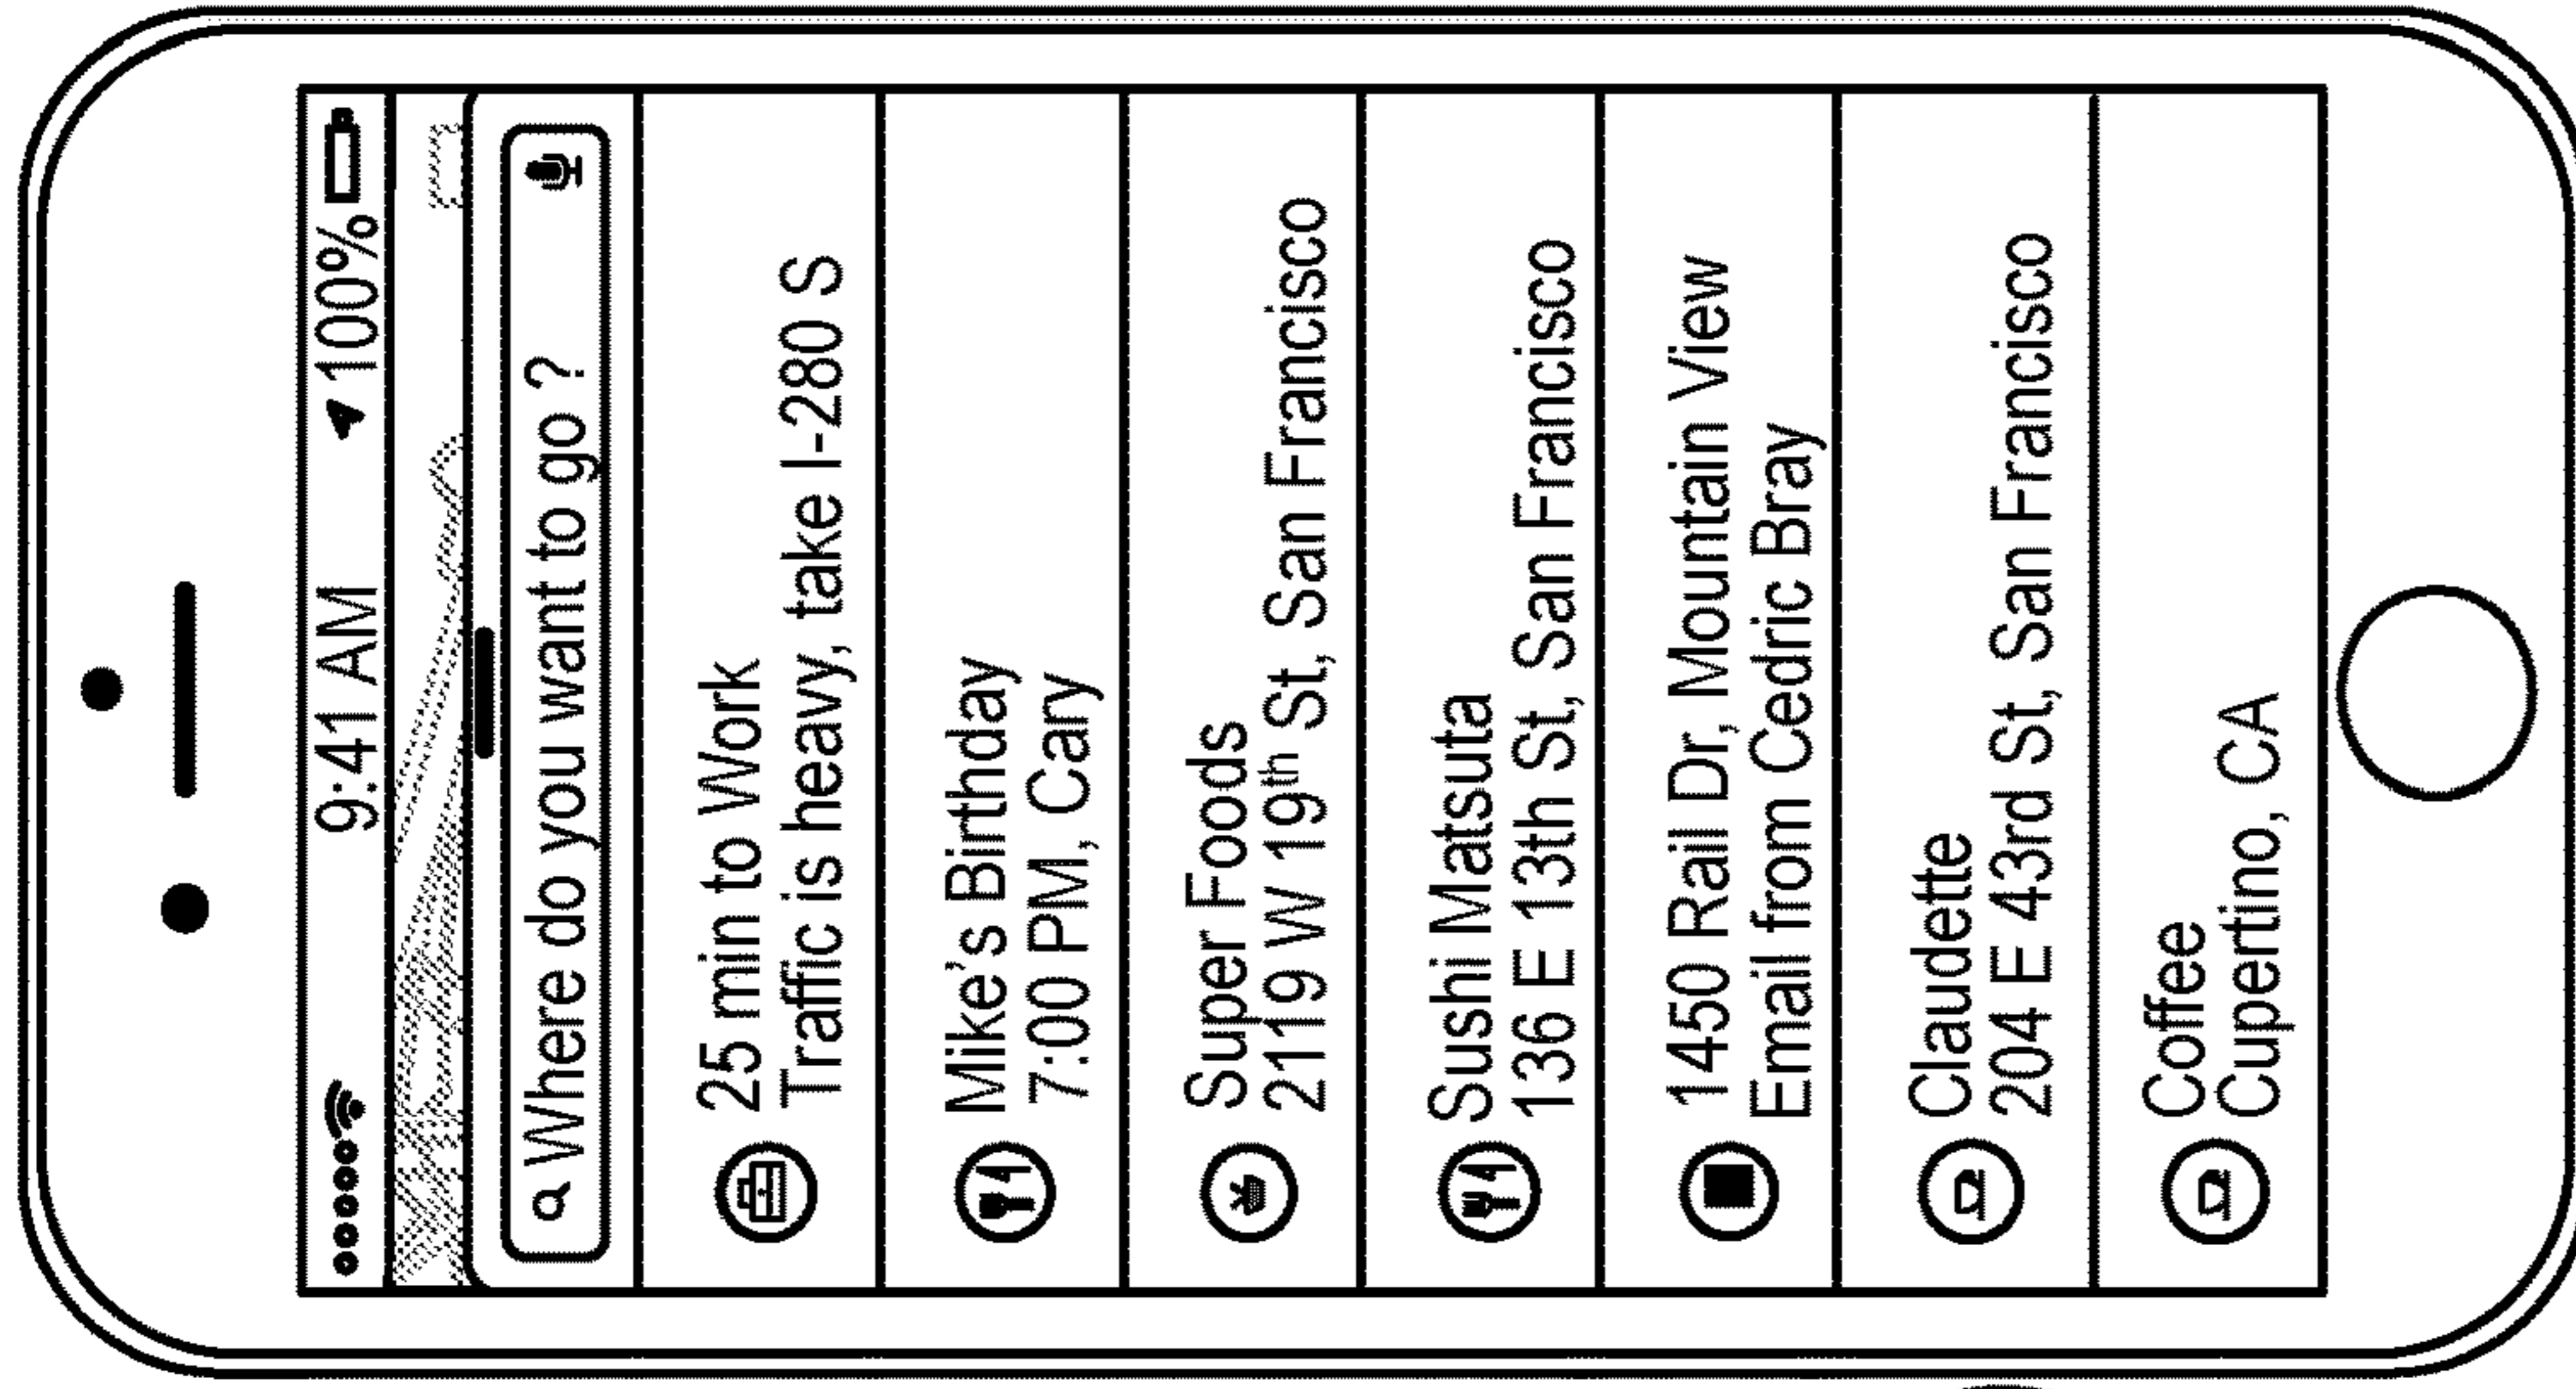 9:41 AM 100%
Where do you want to go ?
25 min to Work
Traffic is heavy, take I-280 S
Mike's Birthday
7:00 PM, Cary
Super Foods
2119 W 19th St, San Francisco
Sushi Matsuta
136 E 13th St, San Francisco
1450 Rail Dr, Mountain View
Email from Cedric Bray
Claudette
204 E 43rd St, San Francisco
Coffee
Cupertino, CA